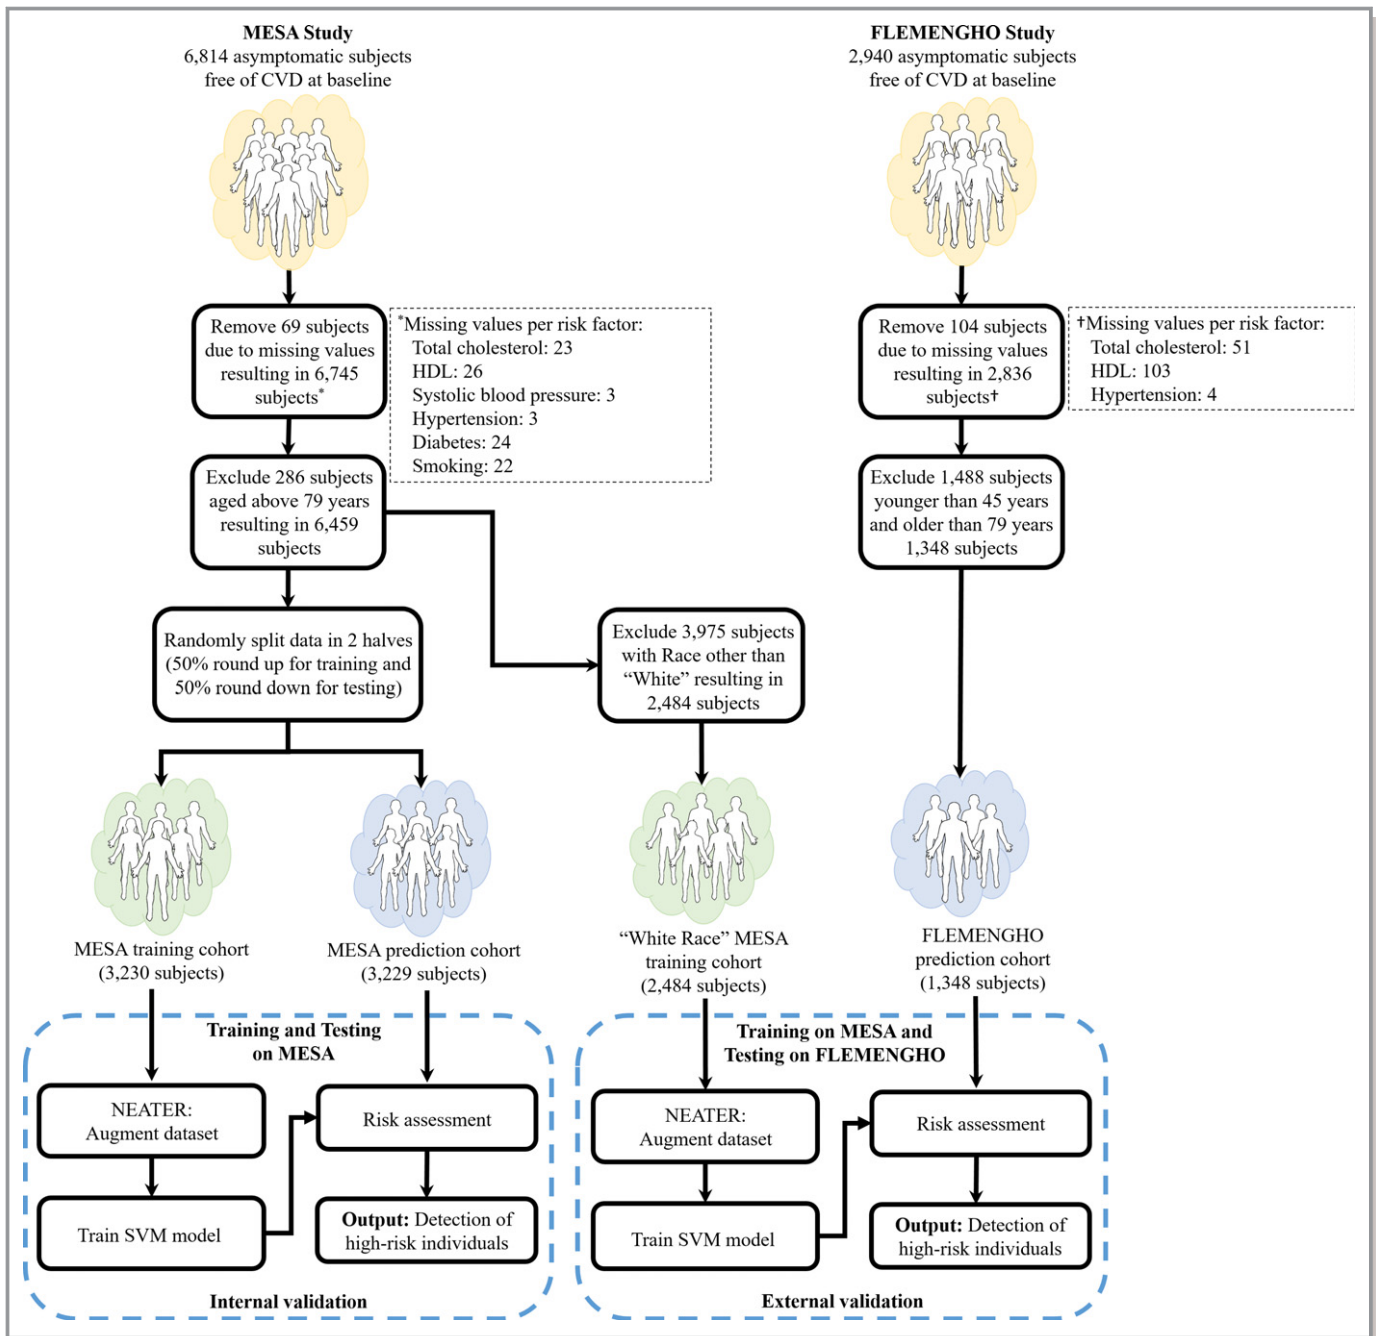 MESA Study
6,814 asymptomatic subjects
free of CVD at baseline
FLEMENGHO Study
2,940 asymptomatic subjects
free of CVD at baseline
Remove 69 subjects
due to missing values
resulting in 6,745
subjects*
*Missing values per risk factor:
Total cholesterol: 23
HDL: 26
Systolic blood pressure: 3
Hypertension: 3
Diabetes: 24
Smoking: 22
Remove 104 subjects
due to missing values
resulting in 2,836
subjects†
†Missing values per risk factor:
Total cholesterol: 51
HDL: 103
Hypertension: 4
Exclude 286 subjects
aged above 79 years
resulting in 6,459
subjects
Exclude 1,488 subjects
younger than 45 years
and older than 79 years
1,348 subjects
Randomly split data in 2 halves
(50% round up for training and
50% round down for testing)
Exclude 3,975 subjects
with Race other than
“White” resulting in
2,484 subjects
MESA training cohort
(3,230 subjects)
MESA prediction cohort
(3,229 subjects)
“White Race” MESA
training cohort
(2,484 subjects)
FLEMENGHO
prediction cohort
(1,348 subjects)
Training and Testing
on MESA
NEATER:
Augment dataset
Risk assessment
Train SVM model
Output: Detection of
high-risk individuals
Internal validation
Training on MESA and
Testing on FLEMENGHO
NEATER:
Augment dataset
Risk assessment
Train SVM model
Output: Detection of
high-risk individuals
External validation